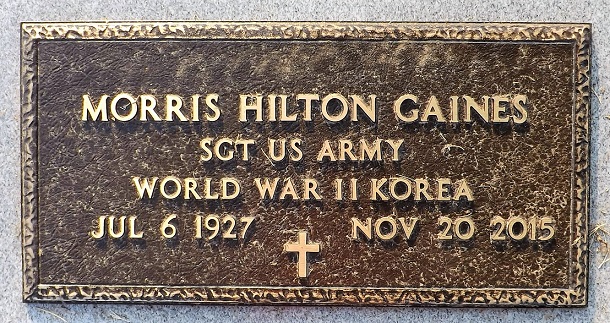 MORRIS HILTON GAINES
SGT US ARMY
WORLD WAR II KOREA
JUL 6 1927 NOV 20 2015